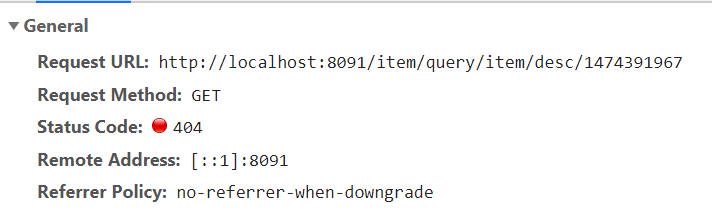 General
Request URL: http://localhost:8091/item/query/item/desc/1474391967
Request Method: GET
Status Code: 404
Remote Address: [::1]:8091
Referrer Policy: no-referrer-when-downgrade